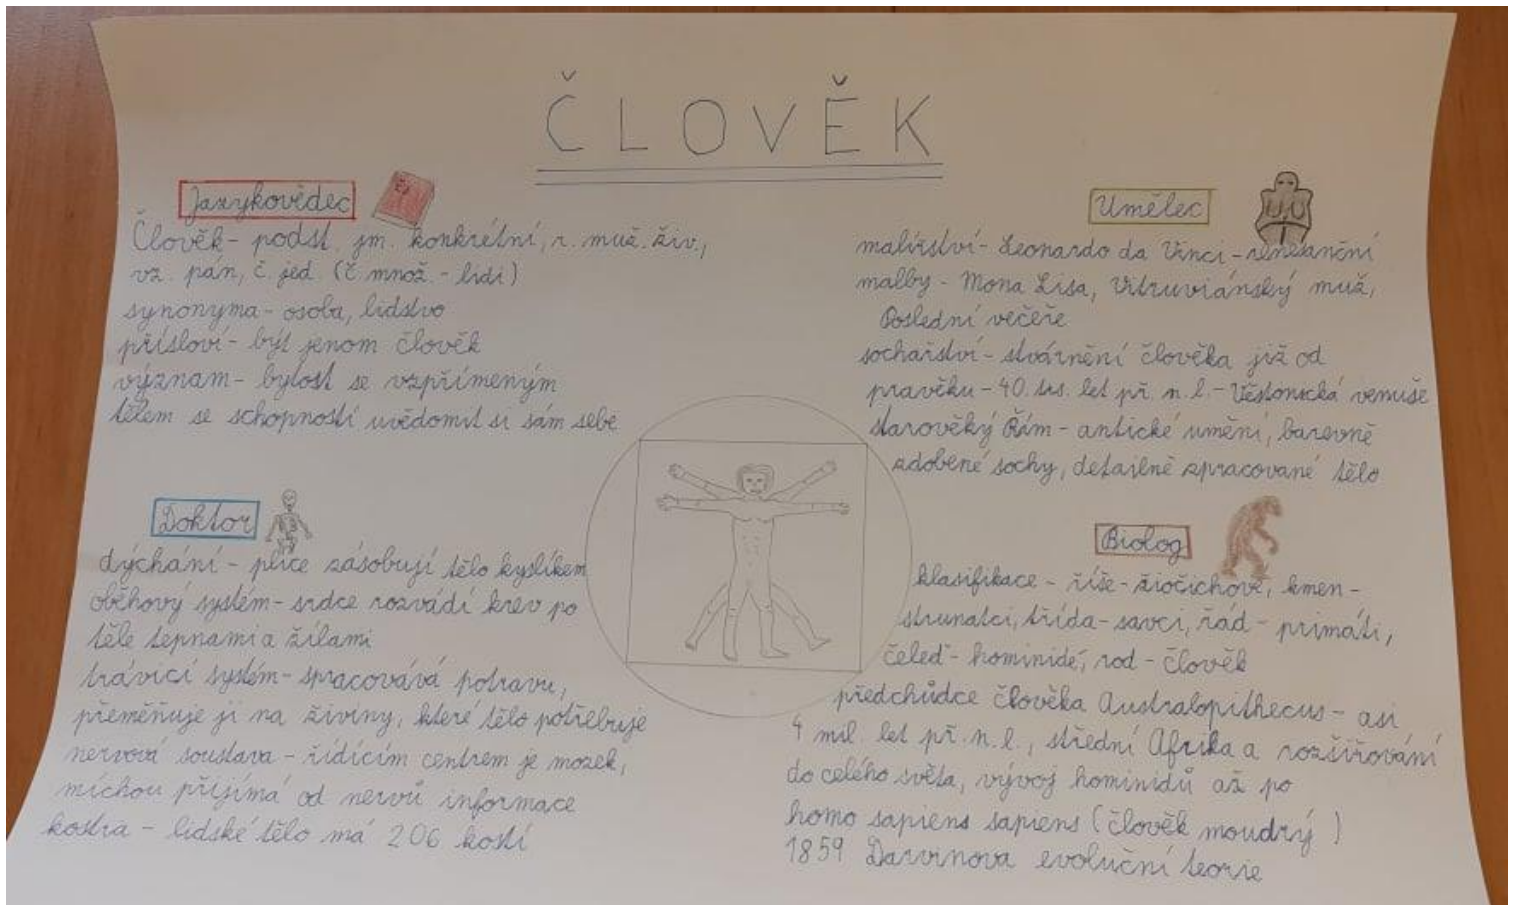 ČLOVĚK
Jazykovědec
Člověk - podst. jm. konkrétní, r. muž. živ.,
vz. pán, č. jed. (č. množ. - lidi)
synonyma - osoba, lidstvo
přísloví - být jenom člověk
význam - bytost se vzpřímeným
tělem se schopností uvědomit si sám sebe
Umělec
malířství - Leonardo da Vinci - renesanční
malby - Mona Lisa, Vitruviánský muž,
Poslední večeře
sochařství - stvárnění člověka již od
pravěku - 40. tis. let př. n. l. - Věstonická venuše
starověký Řím - antické umění, barevně
zdobené sochy, detailně zpracované tělo
Doktor
dýchání - plíce zásobují tělo kyslíkem
oběhový systém - srdce rozvádí krev po
těle tepnami a žilami
trávicí systém - spracovává potravu,
přeměňuje ji na živiny, které tělo potřebuje
nervová soustava - řídícím centrem je mozek,
míchou přijímá od nervů informace
kostra - lidské tělo má 206 kostí
Biolog
klasifikace - říše - žiočichové, kmen -
strunatci, třída - savci, řád - primáti,
čeleď - hominidé, rod - člověk
předchůdce člověka Australopithecus - asi
4 mil. let př. n. l., střední Afrika a rozšiřování
do celého světa, vývoj hominidů až po
homo sapiens sapiens (člověk moudrý)
1859 Darvinova evoluční teorie